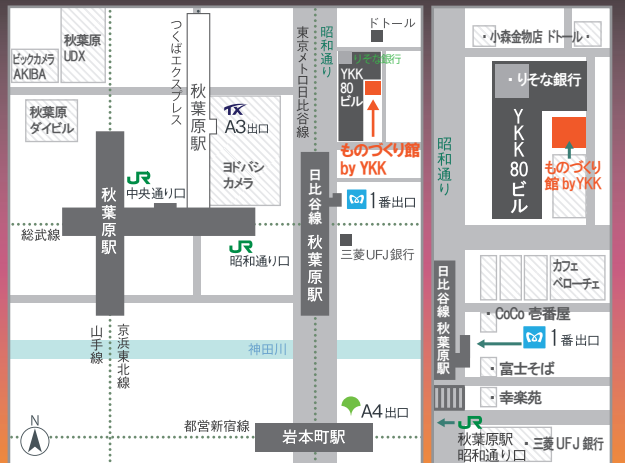 ドトール
秋葉原
UDX
ビックカメラ
AKIBA
つくばエクスプレス
秋葉原駅
東京メトロ日比谷線
昭和通り
りそな銀行
YKK
80
ビル
秋葉原
ダイビル
TX
A3出口
ヨドバシ
カメラ
ものづくり館
by YKK
JR
中央通り口
秋葉原駅
日比谷線 秋葉原駅
1番出口
総武線
JR
昭和通り口
三菱UFJ銀行
山手線
京浜東北線
神田川
A4出口
都営新宿線
岩本町駅
N
・小森金物店 ドトール・
・りそな銀行
YKK80ビル
昭和通り
ものづくり
館 byYKK
カフェ
ベローチェ
・CoCo 壱番屋
日比谷線 秋葉原駅
1番出口
・富士そば
・幸楽苑
JR
秋葉原駅
昭和通り口
・三菱UFJ 銀行